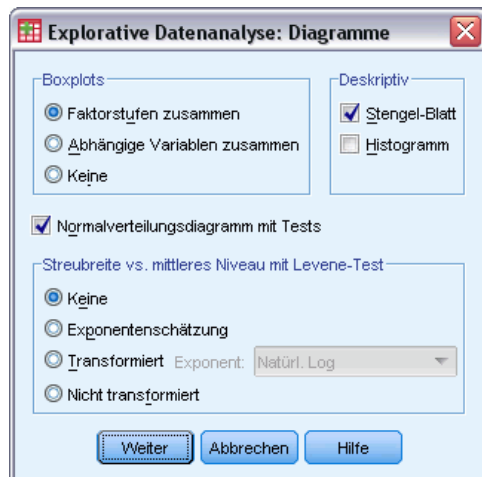 Explorative Datenanalyse: Diagramme
Boxplots
Faktorstufen zusammen
Abhängige Variablen zusammen
Keine
Deskriptiv
Stengel-Blatt
Histogramm
Normalverteilungsdiagramm mit Tests
Streubreite vs. mittleres Niveau mit Levene-Test
Keine
Exponentenschätzung
Transformiert Exponent: Natürl. Log
Nicht transformiert
Weiter Abbrechen Hilfe